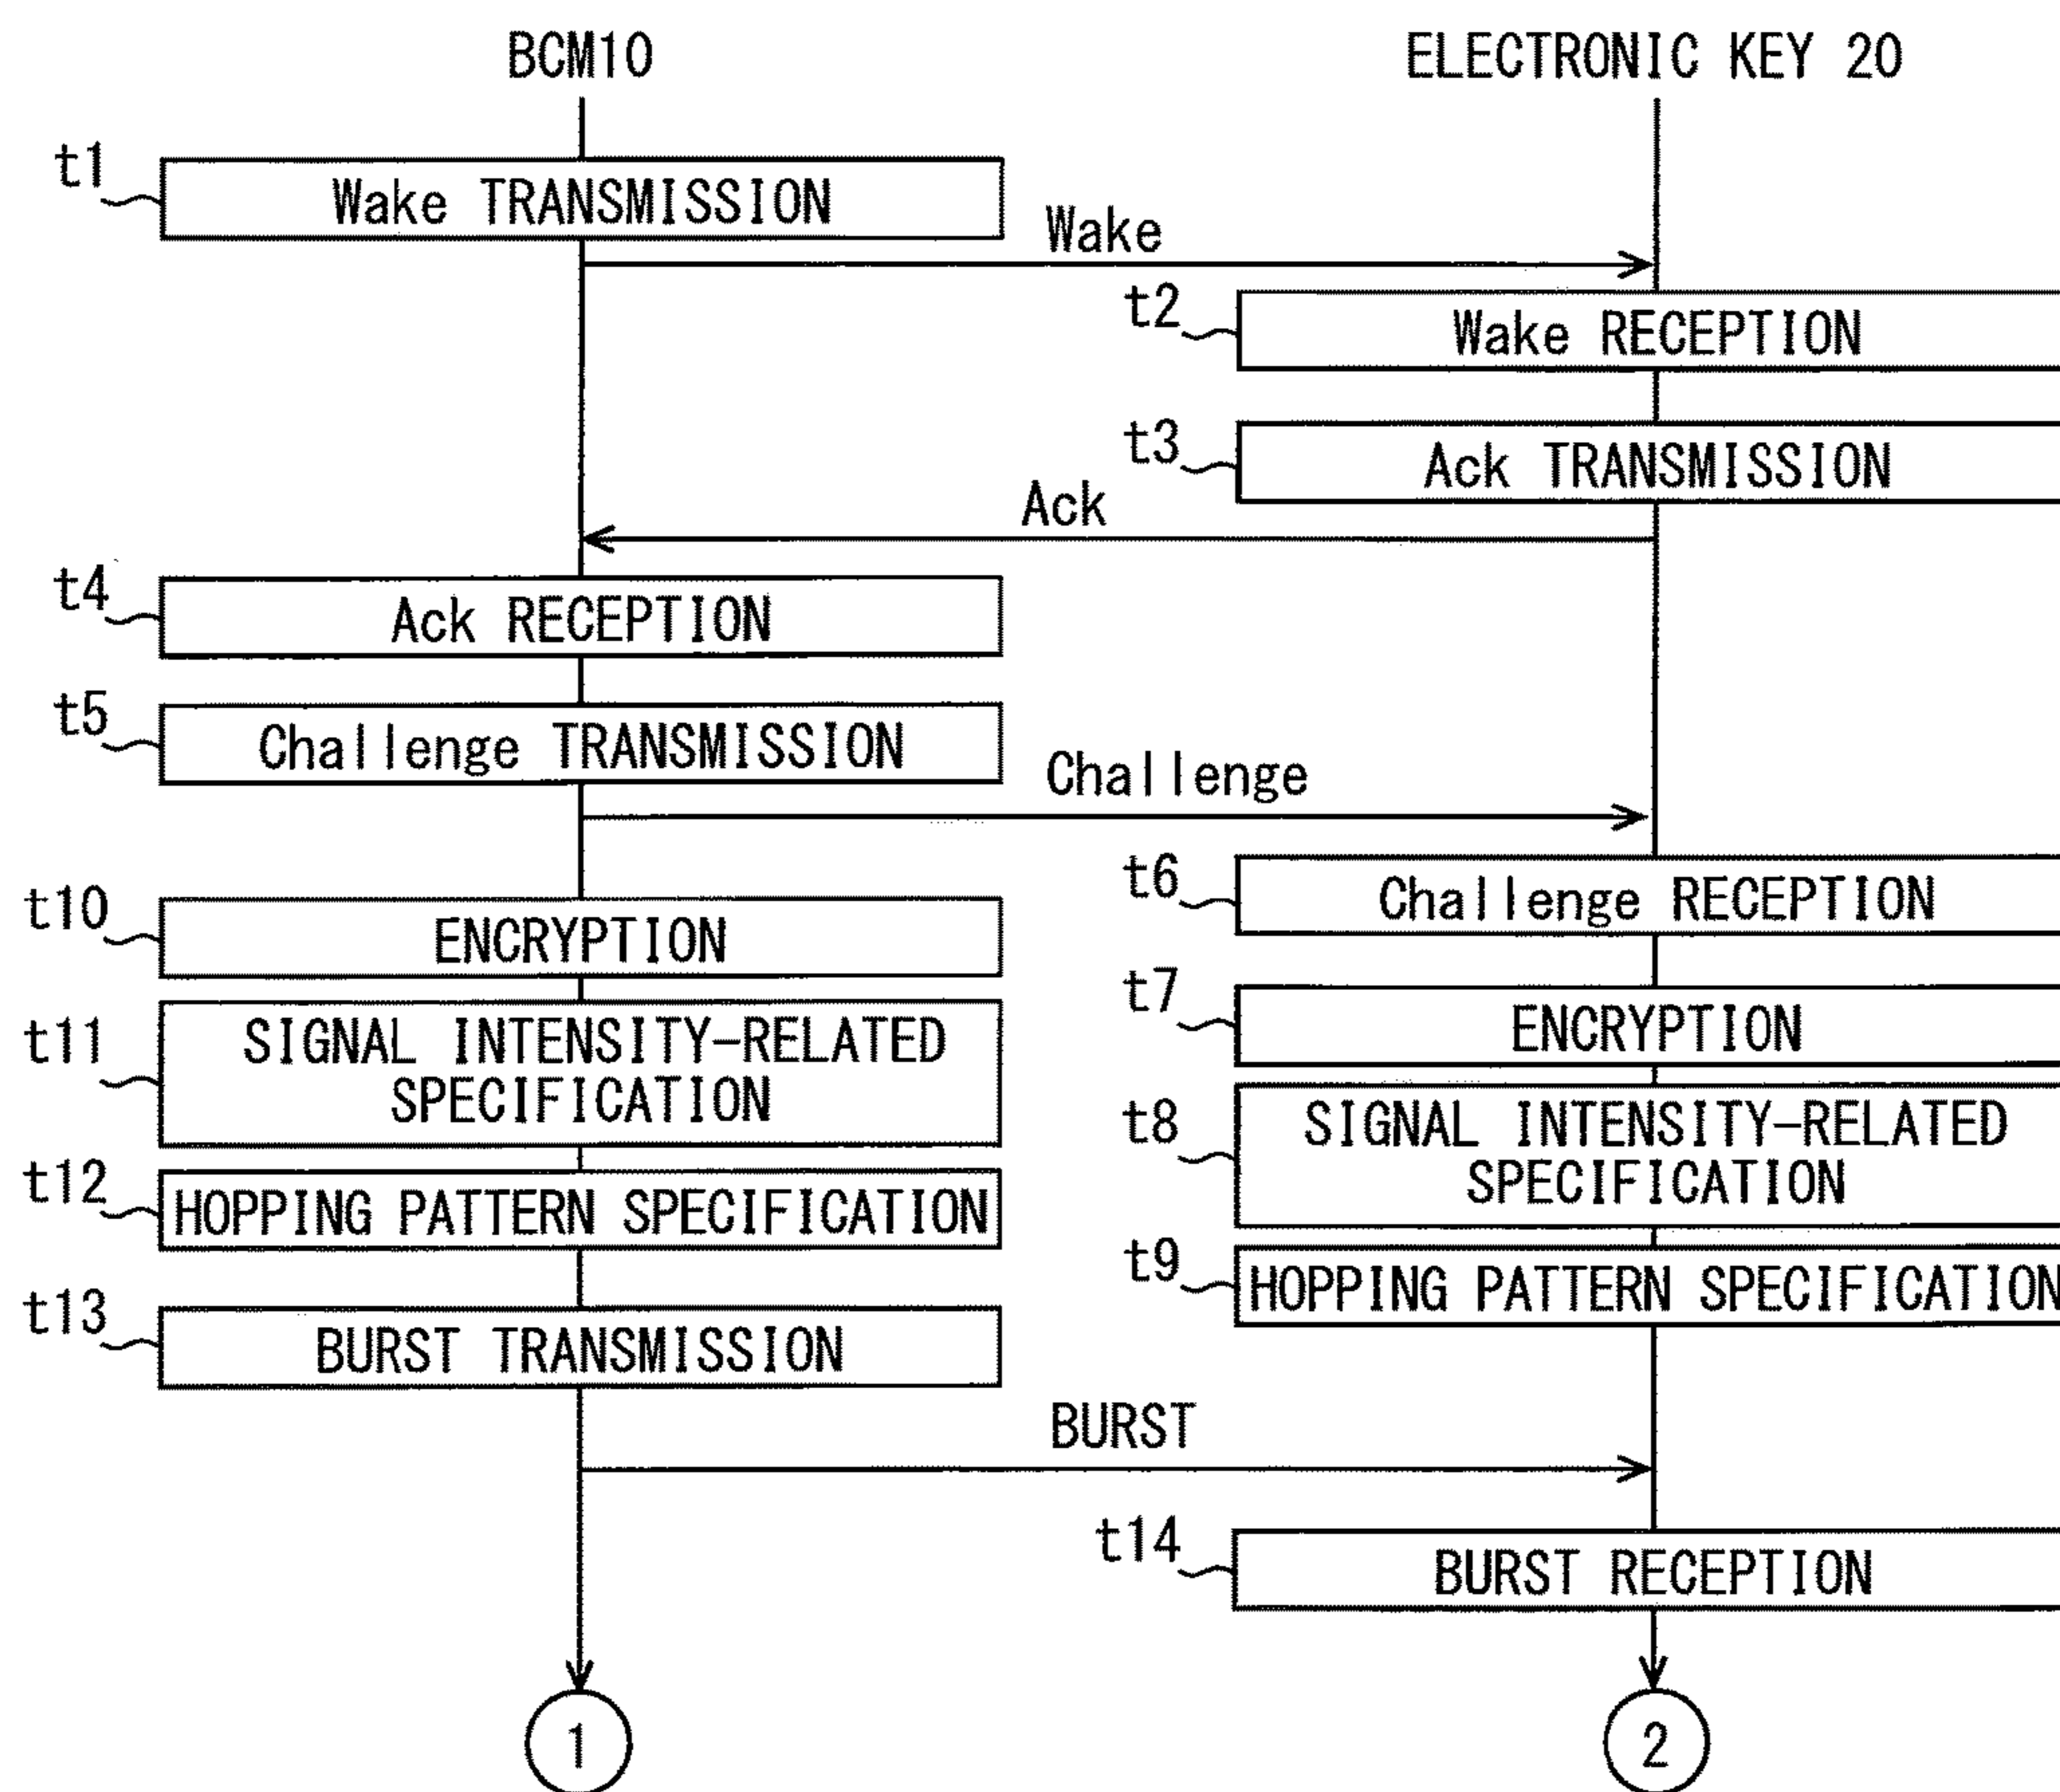 BCM10
ELECTRONIC KEY 20
t1
Wake TRANSMISSION
Wake
t2
Wake RECEPTION
t3
Ack TRANSMISSION
Ack
t4
Ack RECEPTION
t5
Challenge TRANSMISSION
Challenge
t6
Challenge RECEPTION
t10
ENCRYPTION
t7
ENCRYPTION
t11
SIGNAL INTENSITY-RELATED
SPECIFICATION
t8
SIGNAL INTENSITY-RELATED
SPECIFICATION
t12
HOPPING PATTERN SPECIFICATION
t9
HOPPING PATTERN SPECIFICATION
t13
BURST TRANSMISSION
BURST
t14
BURST RECEPTION
1
2